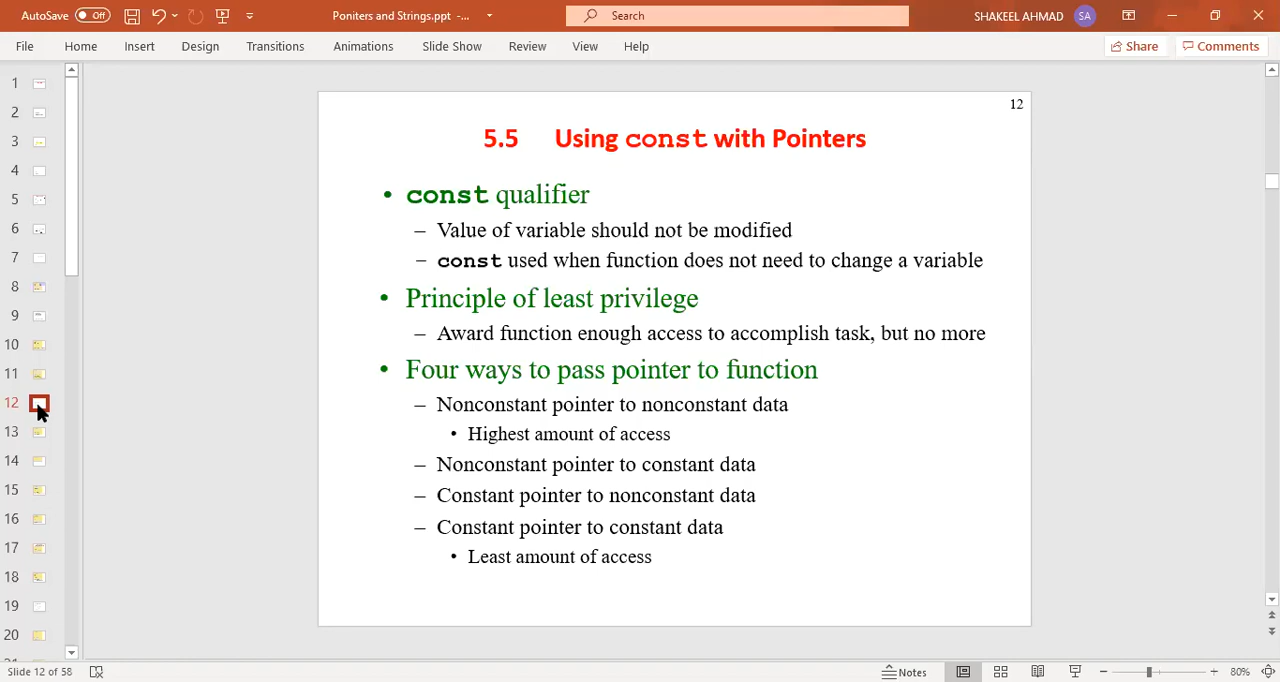 AutoSave Off Poniters and Strings.ppt -... Search SHAKEEL AHMAD SA
File Home Insert Design Transitions Animations Slide Show Review View Help Share Comments
12
5.5 Using const with Pointers
• const qualifier
– Value of variable should not be modified
– const used when function does not need to change a variable
• Principle of least privilege
– Award function enough access to accomplish task, but no more
• Four ways to pass pointer to function
– Nonconstant pointer to nonconstant data
• Highest amount of access
– Nonconstant pointer to constant data
– Constant pointer to nonconstant data
– Constant pointer to constant data
• Least amount of access
1
2
3
4
5
6
7
8
9
10
11
12
13
14
15
16
17
18
19
20
Slide 12 of 58 Notes 80%